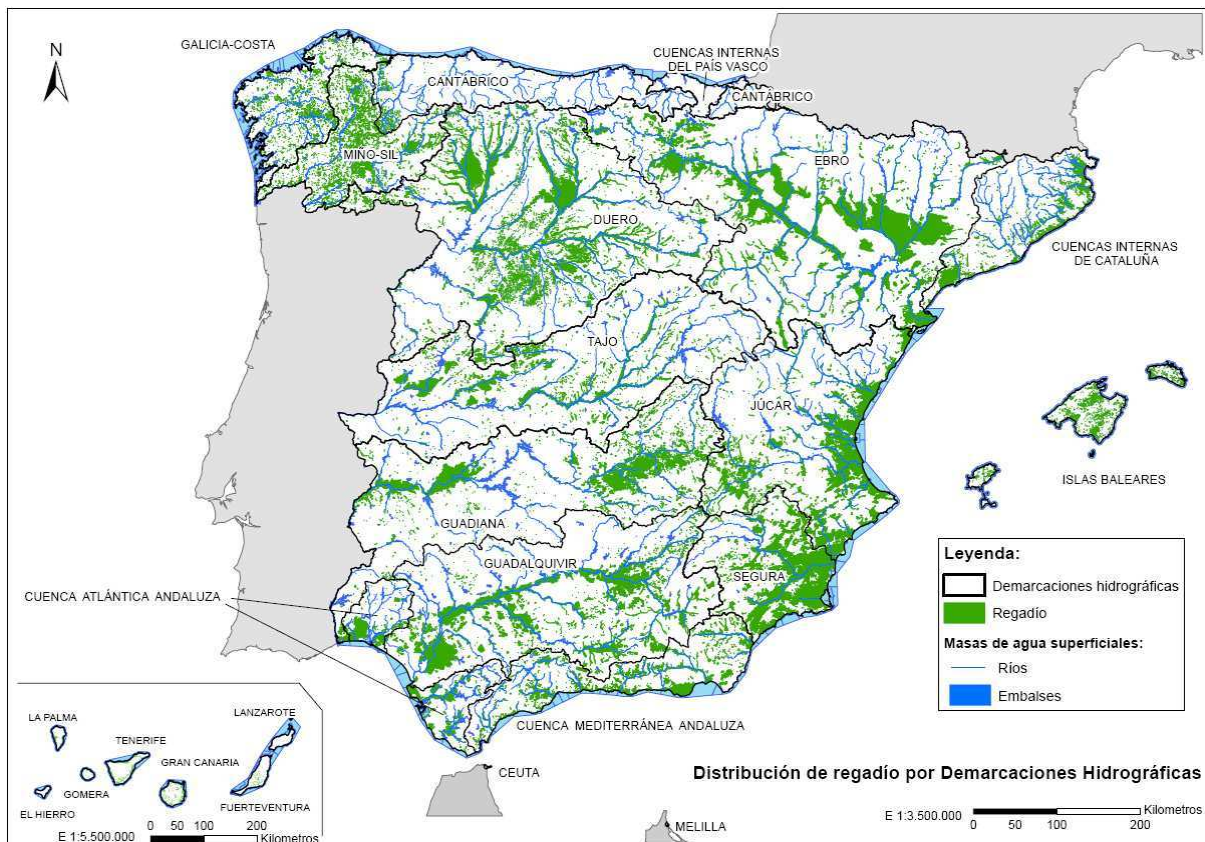 N
GALICIA-COSTA
CUENCAS INTERNAS
DEL PAÍS VASCO
CANTÁBRICO
CANTÁBRICO
MIÑO-SIL
EBRO
DUERO
CUENCAS INTERNAS
DE CATALUÑA
TAJO
JÚCAR
ISLAS BALEARES
GUADIANA
GUADALQUIVIR
SEGURA
CUENCA ATLÁNTICA ANDALUZA
CUENCA MEDITERRÁNEA ANDALUZA
CEUTA
MELILLA
Leyenda:
Demarcaciones hidrográficas
Regadío
Masas de agua superficiales:
Ríos
Embalses
LA PALMA
LANZAROTE
TENERIFE
GRAN CANARIA
GOMERA
EL HIERRO
FUERTEVENTURA
E 1:5.500.000
0 50 100 200
Kilometros
Distribución de regadío por Demarcaciones Hidrográficas
E 1:3.500.000
Kilometros
0 50 100 200